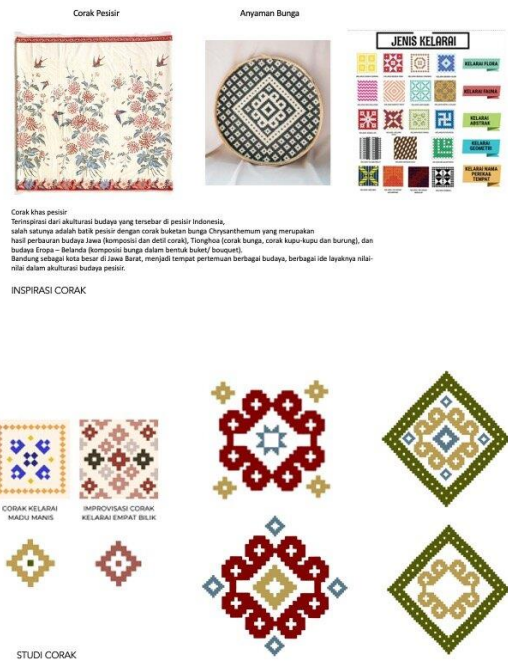 Corak Pesisir
Anyaman Bunga
JENIS KELARAI
KELARAI FLORA
KELARAI FAUNA
KELARAI
ABSTRAK
KELARAI
GEOMETRI
KELARAI NAMA
PERIKAS
TEMPAT
Corak khas pesisir
Terinspirasi dari akulturasi budaya yang tersebar di pesisir Indonesia,
salah satunya adalah batik pesisir dengan corak buketan bunga Chrysanthemum yang merupakan
hasil perbauran budaya Jawa (komposisi dan detil corak), Tionghoa (corak bunga, corak kupu-kupu dan burung), dan
budaya Eropa – Belanda (komposisi bunga dalam bentuk buket/ bouquet).
Bandung sebagai kota besar di Jawa Barat, menjadi tempat pertemuan berbagai budaya, berbagai ide layaknya nilai-
nilai dalam akulturasi budaya pesisir.
INSPIRASI CORAK
CORAK KELARAI
MADU MANIS
IMPROVISASI CORAK
KELARAI EMPAT BILIK
STUDI CORAK